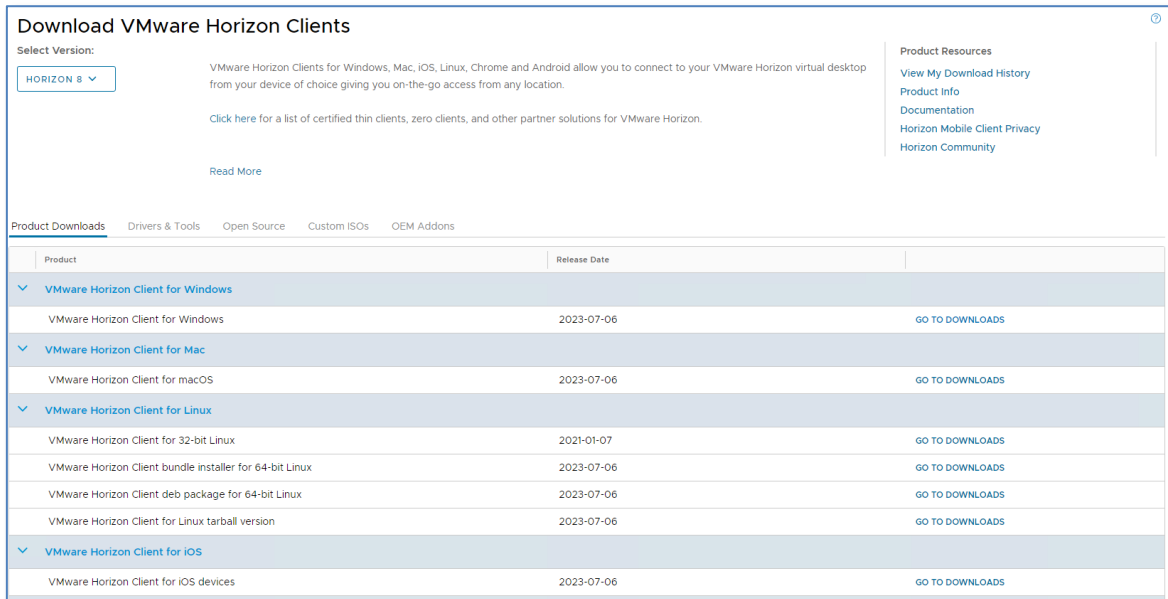 Download VMware Horizon Clients
Select Version:
HORIZON 8
VMware Horizon Clients for Windows, Mac, iOS, Linux, Chrome and Android allow you to connect to your VMware Horizon virtual desktop
from your device of choice giving you on-the-go access from any location.
Click here for a list of certified thin clients, zero clients, and other partner solutions for VMware Horizon.
Read More
?
Product Resources
View My Download History
Product Info
Documentation
Horizon Mobile Client Privacy
Horizon Community
Product Downloads Drivers & Tools Open Source Custom ISOs OEM Addons
Product Release Date
VMware Horizon Client for Windows
VMware Horizon Client for Windows 2023-07-06 GO TO DOWNLOADS
VMware Horizon Client for Mac
VMware Horizon Client for macOS 2023-07-06 GO TO DOWNLOADS
VMware Horizon Client for Linux
VMware Horizon Client for 32-bit Linux 2021-01-07 GO TO DOWNLOADS
VMware Horizon Client bundle installer for 64-bit Linux 2023-07-06 GO TO DOWNLOADS
VMware Horizon Client deb package for 64-bit Linux 2023-07-06 GO TO DOWNLOADS
VMware Horizon Client for Linux tarball version 2023-07-06 GO TO DOWNLOADS
VMware Horizon Client for iOS
VMware Horizon Client for iOS devices 2023-07-06 GO TO DOWNLOADS